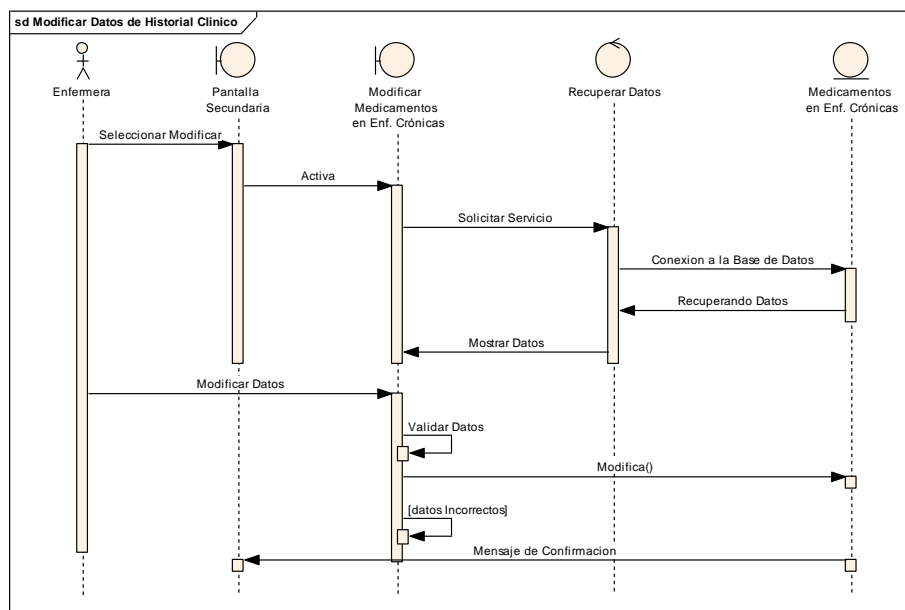 sd Modificar Datos de Historial Clinico
Enfermera
Pantalla
Secundaria
Modificar
Medicamentos
en Enf. Crónicas
Recuperar Datos
Medicamentos
en Enf. Crónicas
Seleccionar Modificar
Activa
Solicitar Servicio
Conexion a la Base de Datos
Recuperando Datos
Mostrar Datos
Modificar Datos
Validar Datos
Modifica()
[datos Incorrectos]
Mensaje de Confirmacion